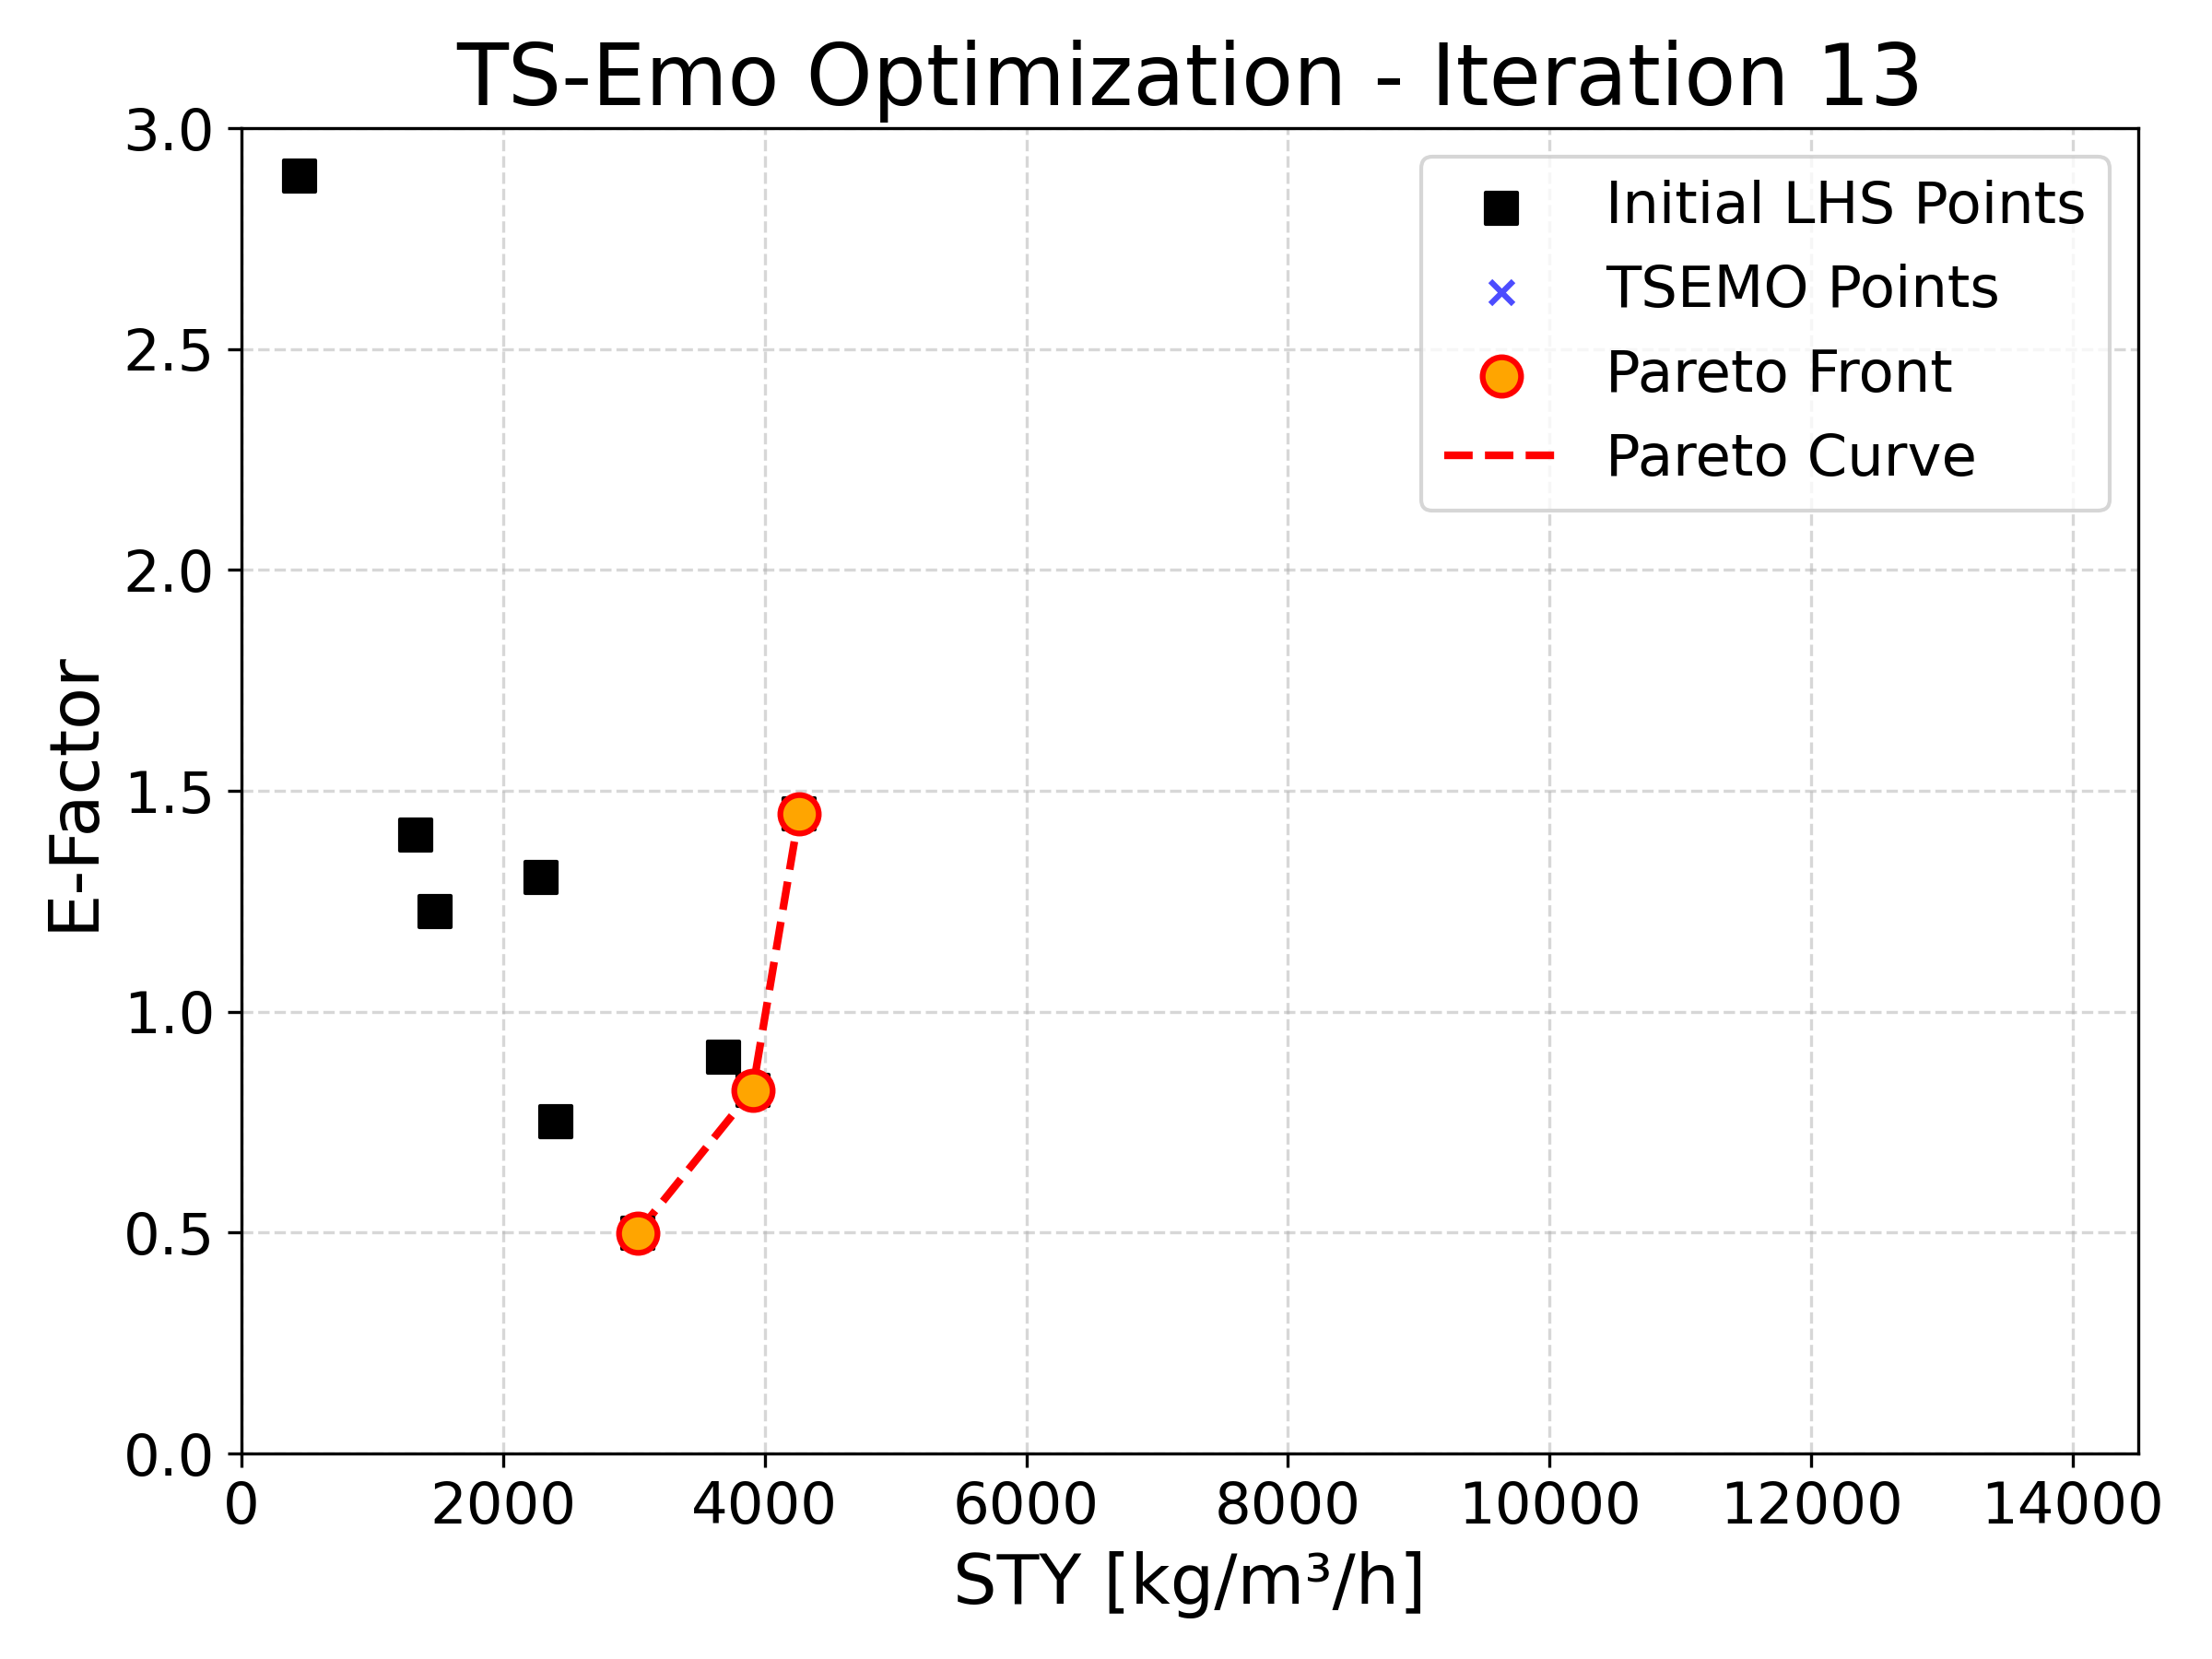 TS-Emo Optimization - Iteration 13
3.0
2.5
2.0
1.5
1.0
0.5
0.0
E-Factor
Initial LHS Points
TSEMO Points
Pareto Front
Pareto Curve
0 2000 4000 6000 8000 10000 12000 14000
STY [kg/m³/h]